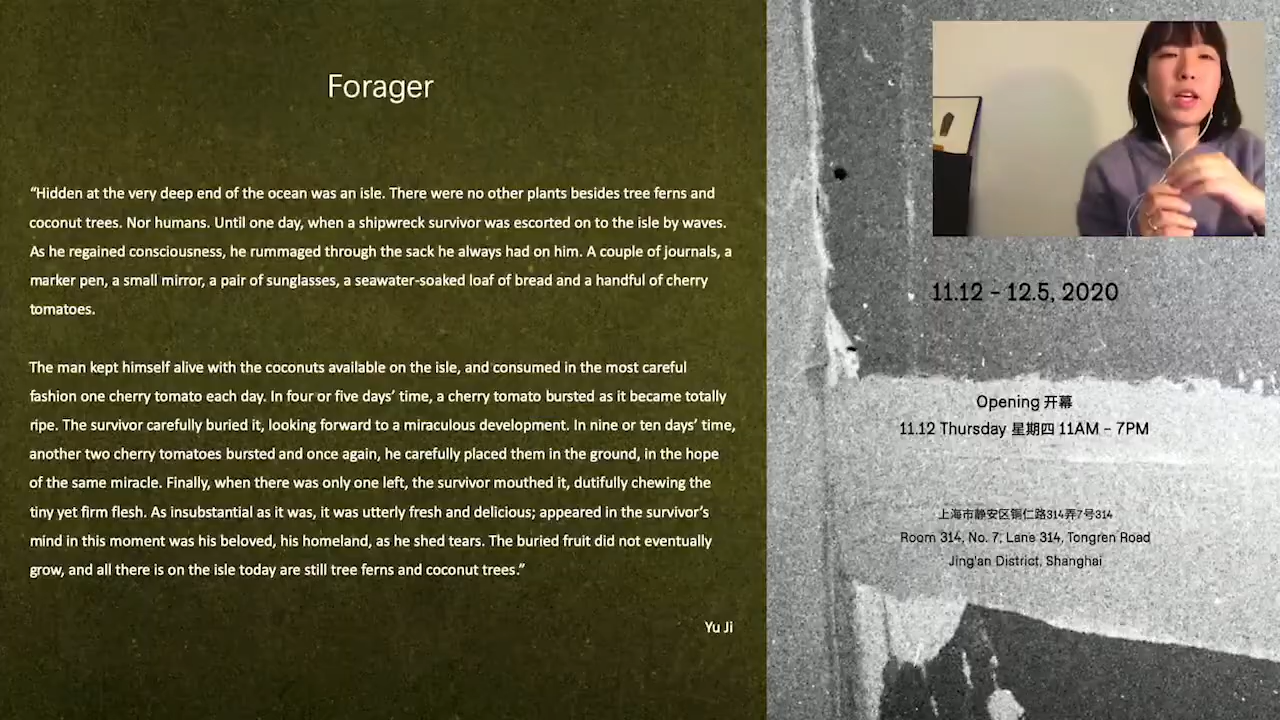 Forager
“Hidden at the very deep end of the ocean was an isle. There were no other plants besides tree ferns and
coconut trees. Nor humans. Until one day, when a shipwreck survivor was escorted on to the isle by waves.
As he regained consciousness, he rummaged through the sack he always had on him. A couple of journals, a
marker pen, a small mirror, a pair of sunglasses, a seawater-soaked loaf of bread and a handful of cherry
tomatoes.
The man kept himself alive with the coconuts available on the isle, and consumed in the most careful
fashion one cherry tomato each day. In four or five days’ time, a cherry tomato bursted as it became totally
ripe. The survivor carefully buried it, looking forward to a miraculous development. In nine or ten days’ time,
another two cherry tomatoes bursted and once again, he carefully placed them in the ground, in the hope
of the same miracle. Finally, when there was only one left, the survivor mouthed it, dutifully chewing the
tiny yet firm flesh. As insubstantial as it was, it was utterly fresh and delicious; appeared in the survivor’s
mind in this moment was his beloved, his homeland, as he shed tears. The buried fruit did not eventually
grow, and all there is on the isle today are still tree ferns and coconut trees.”
Yu Ji
11.12 – 12.5, 2020
Opening 开幕
11.12 Thursday 星期四 11AM – 7PM
上海市静安区铜仁路314弄7号314
Room 314, No. 7, Lane 314, Tongren Road
Jing'an District, Shanghai